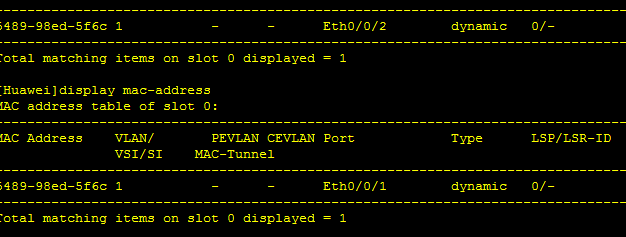 -------------------------------------------------------------------------------
5489-98ed-5f6c 1           -      -      Eth0/0/2        dynamic   0/-
-------------------------------------------------------------------------------
Total matching items on slot 0 displayed = 1
[Huawei]display mac-address
MAC address table of slot 0:
-------------------------------------------------------------------------------
MAC Address    VLAN/       PEVLAN CEVLAN Port            Type      LSP/LSR-ID
               VSI/SI   MAC-Tunnel
-------------------------------------------------------------------------------
5489-98ed-5f6c 1           -      -      Eth0/0/1        dynamic   0/-
-------------------------------------------------------------------------------
Total matching items on slot 0 displayed = 1